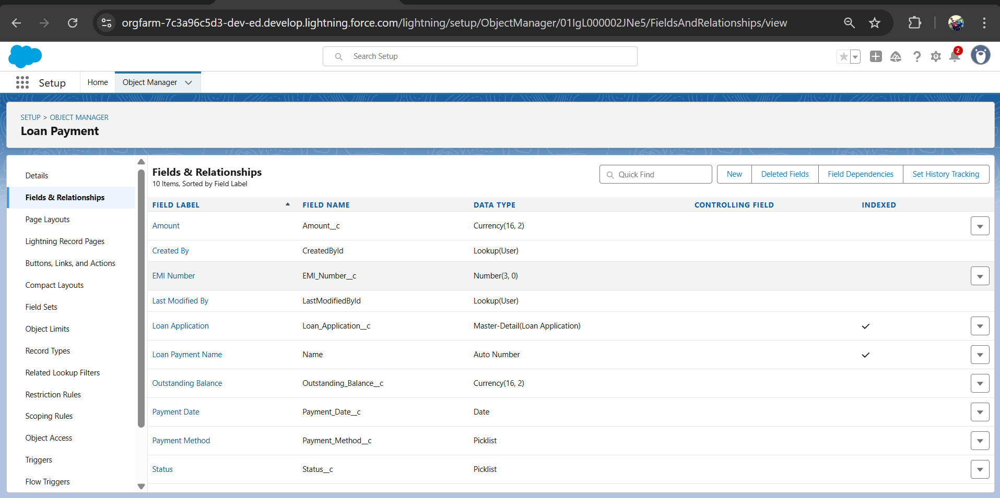 orgfarm-7c3a96c5d3-dev-ed.develop.lightning.force.com/lightning/setup/ObjectManager/01IgL000002JNe5/FieldsAndRelationships/view
Search Setup
2
Setup
Home
Object Manager
SETUP > OBJECT MANAGER
Loan Payment
Details
Fields & Relationships
Page Layouts
Lightning Record Pages
Buttons, Links, and Actions
Compact Layouts
Field Sets
Object Limits
Record Types
Related Lookup Filters
Restriction Rules
Scoping Rules
Object Access
Triggers
Flow Triggers
Fields & Relationships
10 Items, Sorted by Field Label
Quick Find
New
Deleted Fields
Field Dependencies
Set History Tracking
FIELD LABEL FIELD NAME DATA TYPE CONTROLLING FIELD INDEXED
Amount Amount__c Currency(16, 2)
Created By CreatedById Lookup(User)
EMI Number EMI_Number__c Number(3, 0)
Last Modified By LastModifiedById Lookup(User)
Loan Application Loan_Application__c Master-Detail(Loan Application)
Loan Payment Name Name Auto Number
Outstanding Balance Outstanding_Balance__c Currency(16, 2)
Payment Date Payment_Date__c Date
Payment Method Payment_Method__c Picklist
Status Status__c Picklist